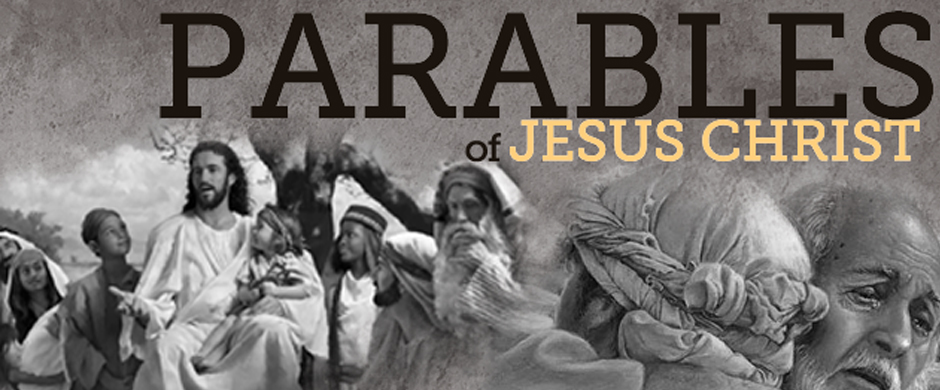 PARABLES
of JESUS CHRIST